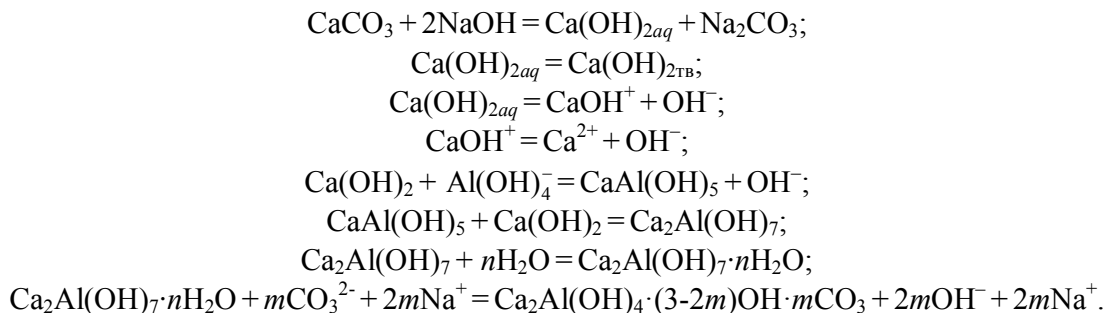 CaCO₃ + 2NaOH = Ca(OH)₂aq + Na₂CO₃;
Ca(OH)₂aq = Ca(OH)₂тв;
Ca(OH)₂aq = CaOH⁺ + OH⁻;
CaOH⁺ = Ca²⁺ + OH⁻;
Ca(OH)₂ + Al(OH)₄⁻ = CaAl(OH)₅ + OH⁻;
CaAl(OH)₅ + Ca(OH)₂ = Ca₂Al(OH)₇;
Ca₂Al(OH)₇ + nH₂O = Ca₂Al(OH)₇·nH₂O;
Ca₂Al(OH)₇·nH₂O + mCO₃²⁻ + 2mNa⁺ = Ca₂Al(OH)₄·(3-2m)OH·mCO₃ + 2mOH⁻ + 2mNa⁺.